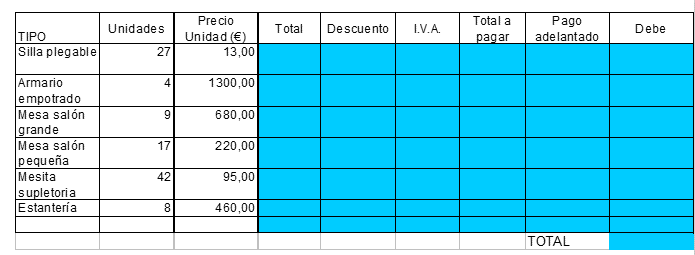 TIPO Unidades Precio Unidad (€) Total Descuento I.V.A. Total a pagar Pago adelantado Debe
Silla plegable 27 13,00
Armario empotrado 4 1300,00
Mesa salón grande 9 680,00
Mesa salón pequeña 17 220,00
Mesita supletoria 42 95,00
Estantería 8 460,00
TOTAL